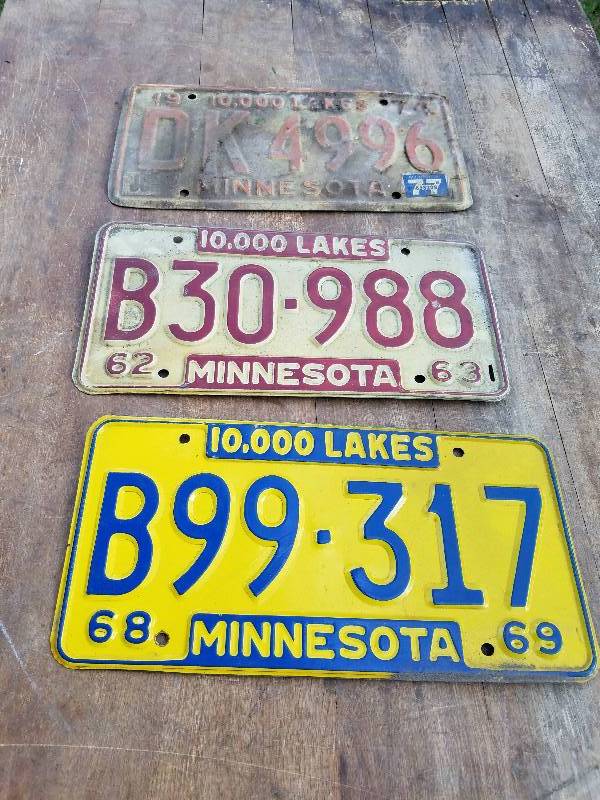 19 10,000 LAKES 74
DK 4996
MINNESOTA
77
10,000 LAKES
B30·988
62 MINNESOTA 63
10,000 LAKES
B99·317
68 MINNESOTA 69